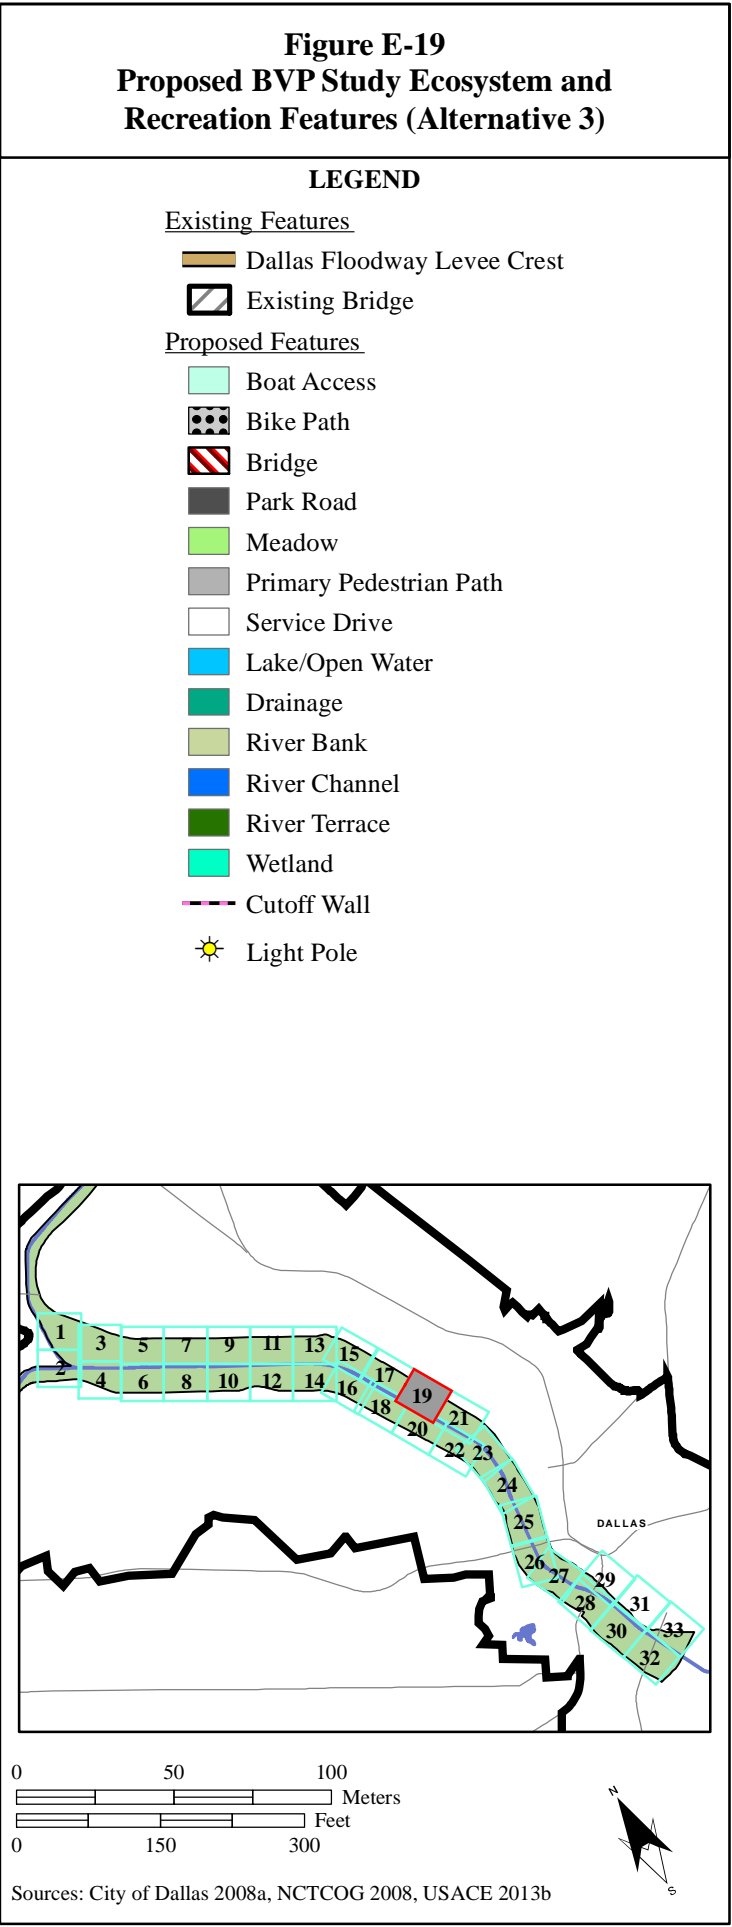 Figure E-19
Proposed BVP Study Ecosystem and
Recreation Features (Alternative 3)
LEGEND
Existing Features
Dallas Floodway Levee Crest
Existing Bridge
Proposed Features
Boat Access
Bike Path
Bridge
Park Road
Meadow
Primary Pedestrian Path
Service Drive
Lake/Open Water
Drainage
River Bank
River Channel
River Terrace
Wetland
Cutoff Wall
Light Pole
1 3 5 7 9 11 13 15
2 4 6 8 10 12 14 16
17
18
19
20
21
22
23
24
25
DALLAS
26
27
28
29
30
31
32
33
0 50 100
Meters
Feet
0 150 300
N
S
Sources: City of Dallas 2008a, NCTCOG 2008, USACE 2013b